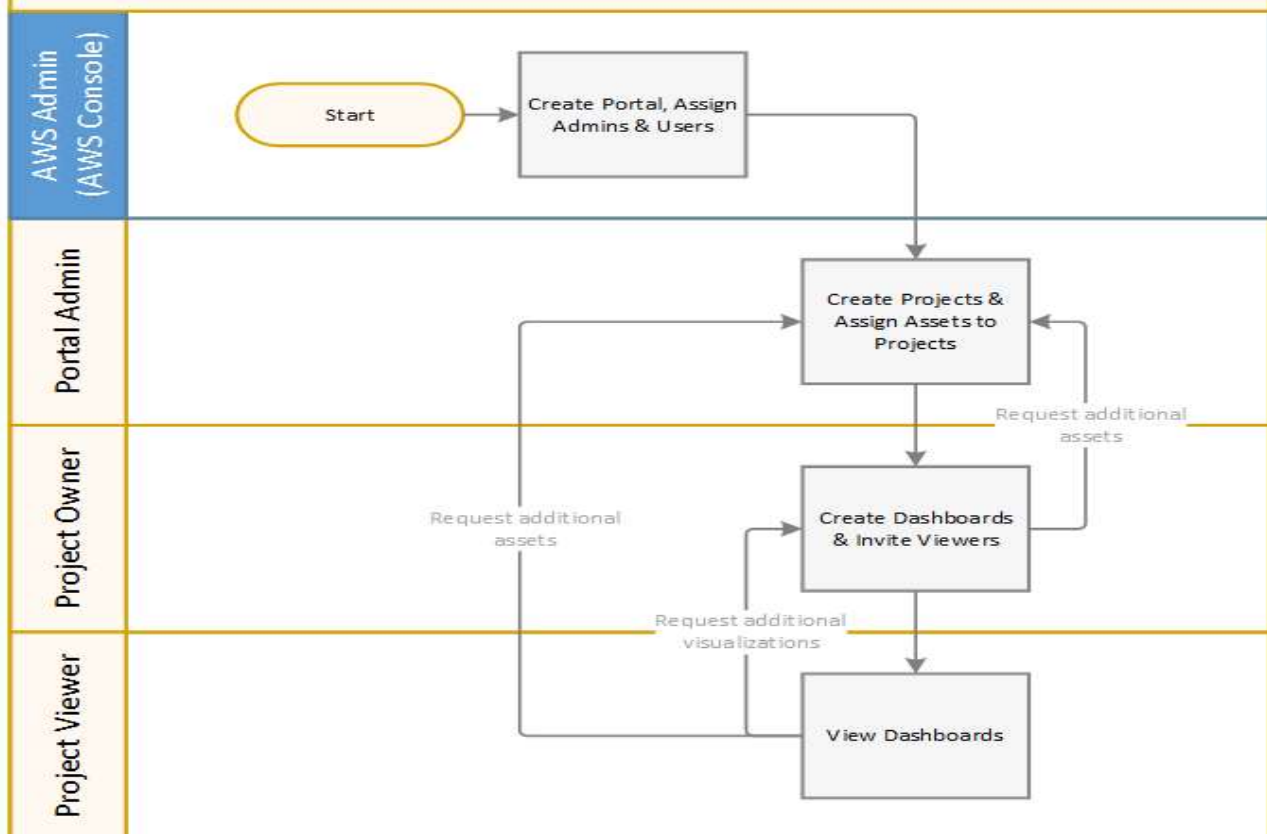 AWS Admin
(AWS Console)
Start
Create Portal, Assign
Admins & Users
Portal Admin
Create Projects &
Assign Assets to
Projects
Request additional
assets
Project Owner
Request additional
assets
Create Dashboards
& Invite Viewers
Request additional
visualizations
Project Viewer
View Dashboards